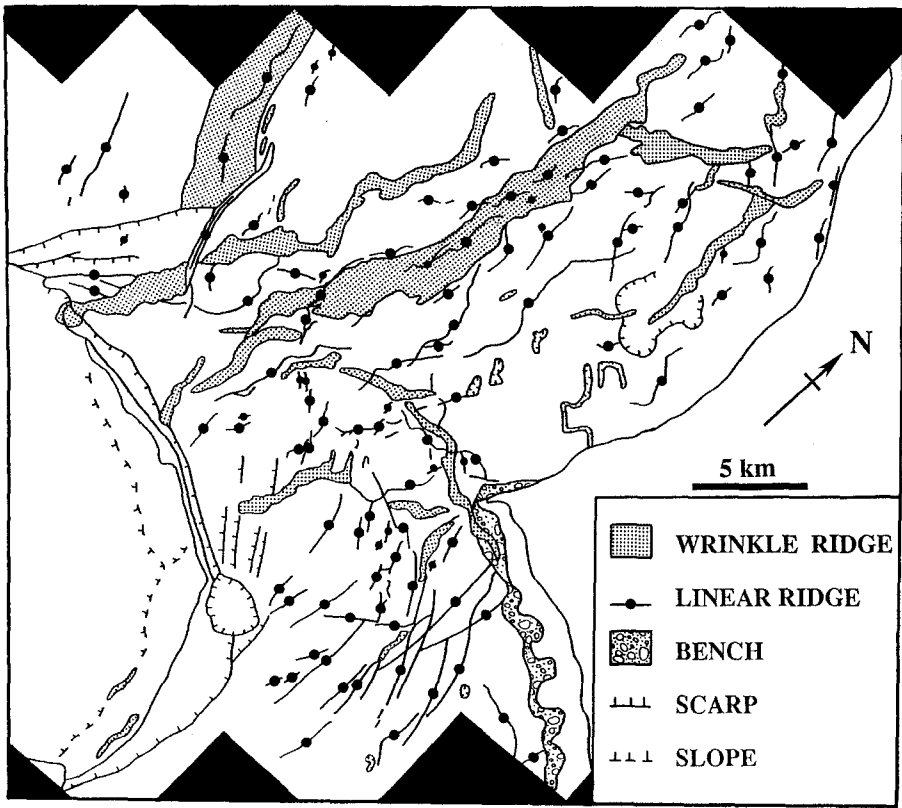 N
5 km
WRINKLE RIDGE
LINEAR RIDGE
BENCH
SCARP
SLOPE